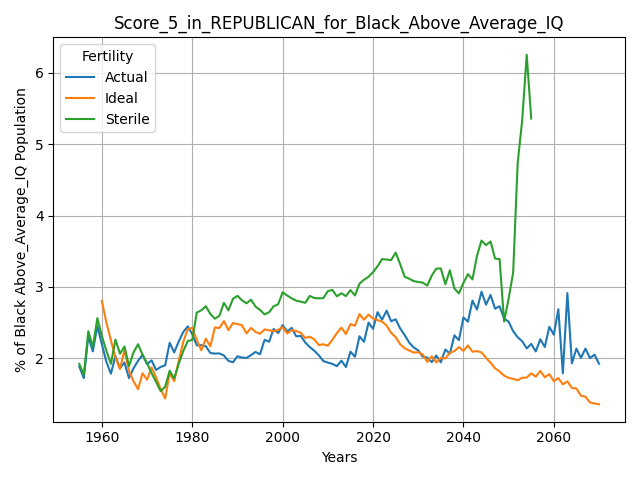 Score_5_in_REPUBLICAN_for_Black_Above_Average_IQ
% of Black Above_Average_IQ Population
6
5
4
3
2
Fertility
Actual
Ideal
Sterile
1960
1980
2000
2020
2040
2060
Years